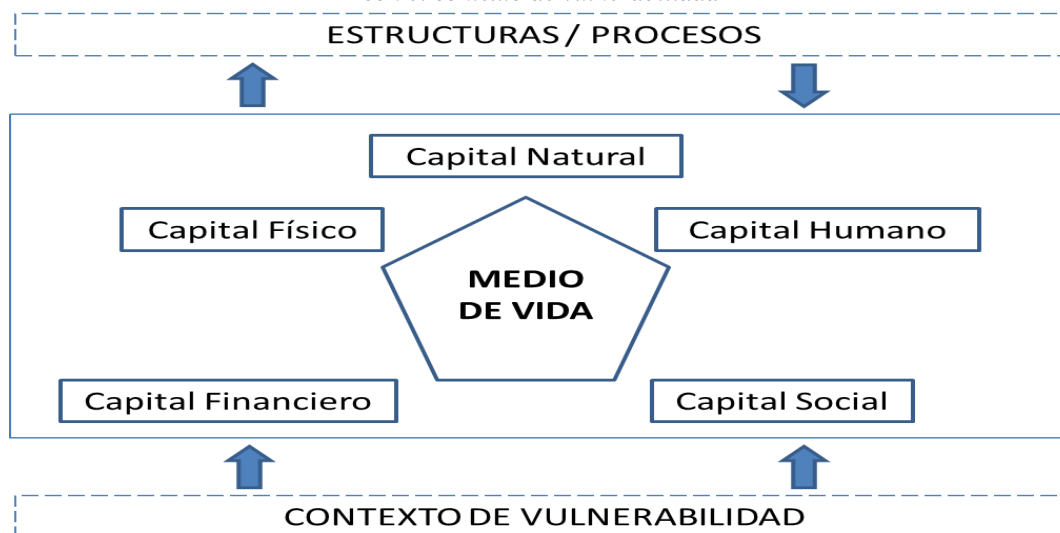 ESTRUCTURAS / PROCESOS
Capital Natural
Capital Físico
Capital Humano
MEDIO
DE VIDA
Capital Financiero
Capital Social
CONTEXTO DE VULNERABILIDAD